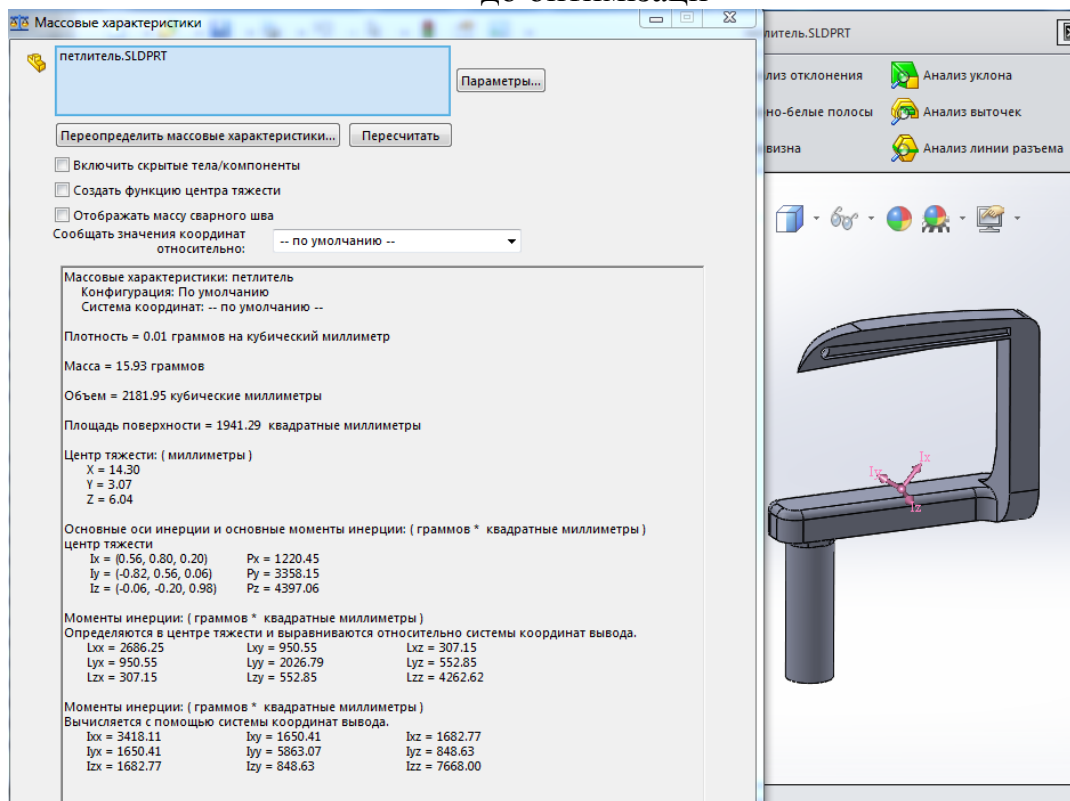 до оптимизаци
Массовые характеристики
петлитель.SLDPRT
Параметры...
Переопределить массовые характеристики...
Пересчитать
Включить скрытые тела/компоненты
Создать функцию центра тяжести
Отображать массу сварного шва
Сообщать значения координат
относительно:
-- по умолчанию --
Массовые характеристики: петлитель
Конфигурация: По умолчанию
Система координат: -- по умолчанию --
Плотность = 0.01 граммов на кубический миллиметр
Масса = 15.93 граммов
Объем = 2181.95 кубические миллиметры
Площадь поверхности = 1941.29 квадратные миллиметры
Центр тяжести: ( миллиметры )
X = 14.30
Y = 3.07
Z = 6.04
Основные оси инерции и основные моменты инерции: ( граммов * квадратные миллиметры )
центр тяжести
Ix = (0.56, 0.80, 0.20) Px = 1220.45
Iy = (-0.82, 0.56, 0.06) Py = 3358.15
Iz = (-0.06, -0.20, 0.98) Pz = 4397.06
Моменты инерции: ( граммов * квадратные миллиметры )
Определяются в центре тяжести и выравниваются относительно системы координат вывода.
Lxx = 2686.25 Lxy = 950.55 Lxz = 307.15
Lyx = 950.55 Lyy = 2026.79 Lyz = 552.85
Lzx = 307.15 Lzy = 552.85 Lzz = 4262.62
Моменты инерции: ( граммов * квадратные миллиметры )
Вычисляется с помощью системы координат вывода.
Ixx = 3418.11 Ixy = 1650.41 Ixz = 1682.77
Iyx = 1650.41 Iyy = 5863.07 Iyz = 848.63
Izx = 1682.77 Izy = 848.63 Izz = 7668.00
литель.SLDPRT
лиз отклонения
Анализ уклона
но-белые полосы
Анализ выточек
визна
Анализ линии разъема
Ix
Iy
Iz